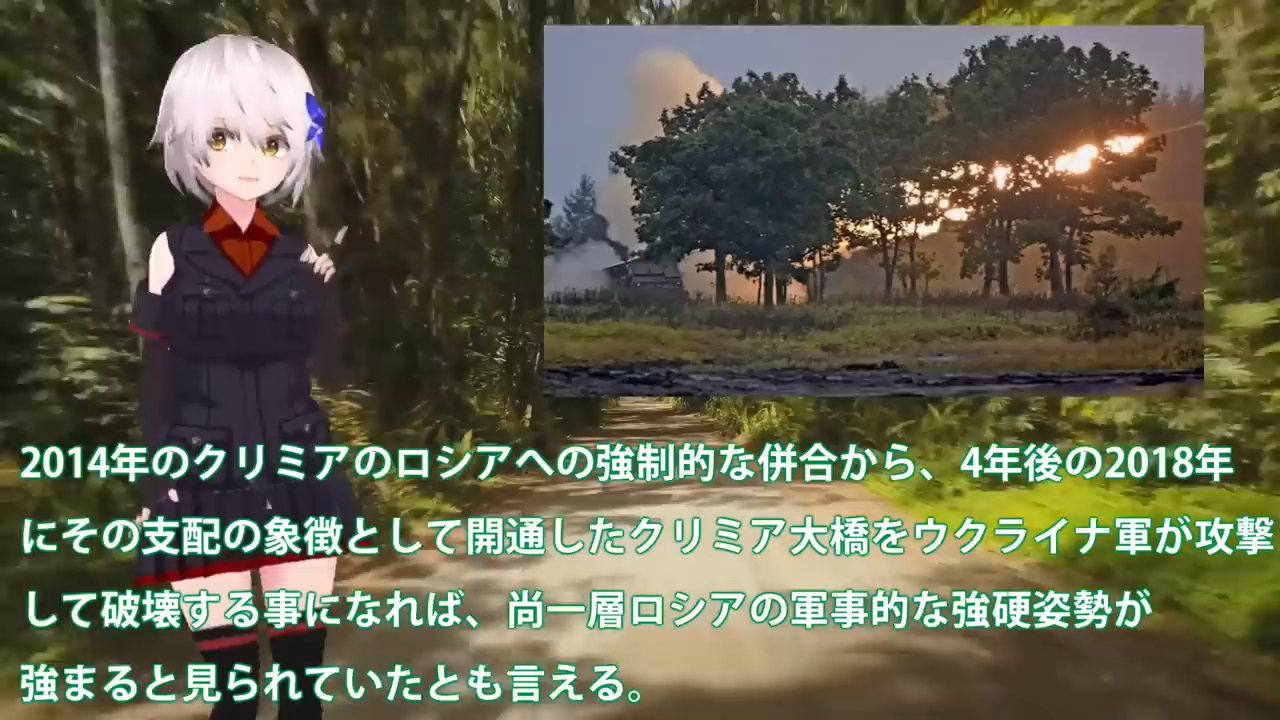 2014年のクリミアのロシアへの強制的な併合から、4年後の2018年
にその支配の象徴として開通したクリミア大橋をウクライナ軍が攻撃
して破壊する事になれば、尚一層ロシアの軍事的な強硬姿勢が
強まると見られていたとも言える。